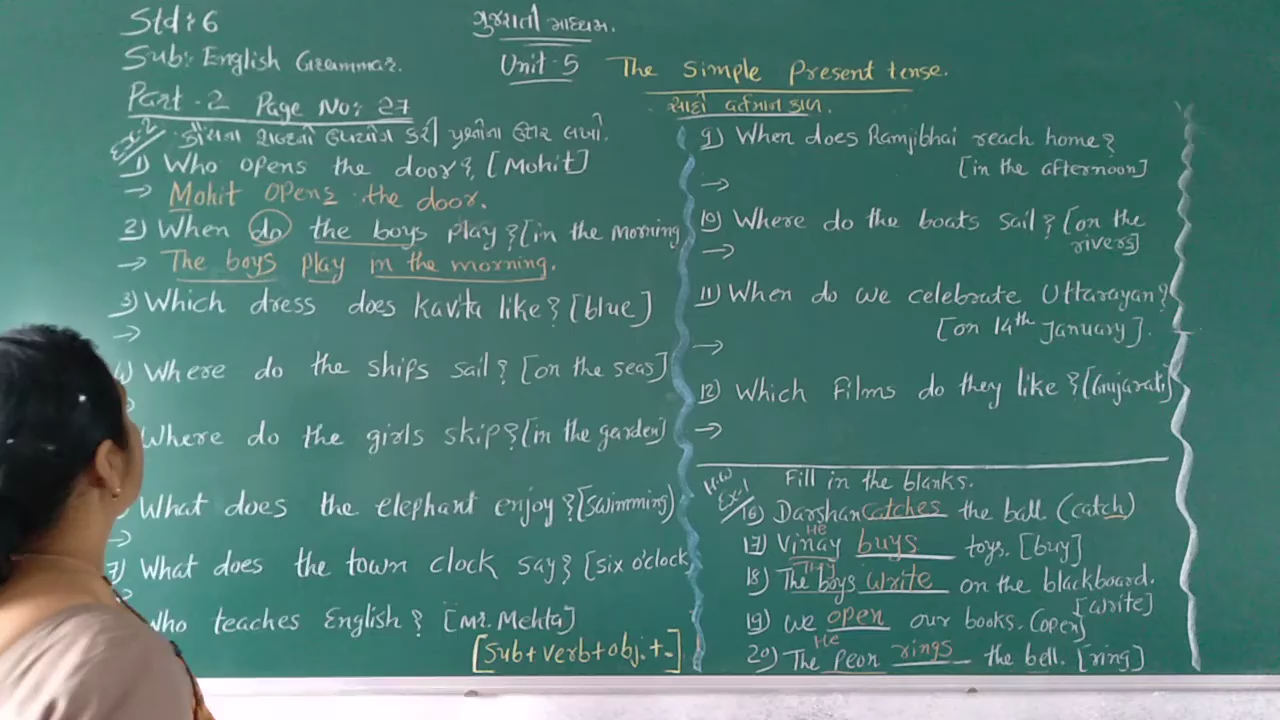 Std: 6
ગુજરાતી માધ્યમ.
Sub: English Grammar.
Unit-5 The Simple Present tense.
સાદો વર્તમાન કાળ.
Part-2 Page No: 27
Ex-2 કૌંસના શબ્દોનો ઉપયોગ કરી પ્રશ્નોના ઉત્તર લખો.
1) Who opens the door? [Mohit]
→ Mohit opens the door.
2) When do the boys play? [in the morning
→ The boys play in the morning.
3) Which dress does Kavita like? [blue]
→
Where do the ships sail? [on the seas]
Where do the girls skip? [in the garden]
What does the elephant enjoy? [swimming)
→
7) What does the town clock say? [six o'clock
Who teaches English? [Mr. Mehta]
[Sub + verb + obj. + .]
9) When does Ramjibhai reach home?
[in the afternoon]
→
10) Where do the boats sail? [on the
rivers]
→
11) When do we celebrate Uttarayan?
[on 14th January].
→
12) Which Films do they like? [Gujarati]
→
H.W
Ex-1
Fill in the blanks.
16) Darshan catches the ball (catch)
He
17) Vinay buys toys. [buy]
They
18) The boys write on the blackboard.
[write]
19) we open our books. (open]
He
20) The peon rings the bell. [ring]